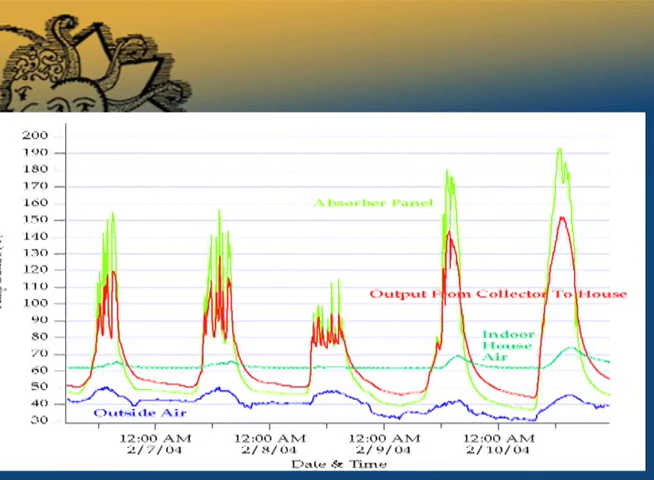 200
190
180
170
160
150
140
130
120
110
100
90
80
70
60
50
40
30
Absorber Panel
Output From Collector To House
Indoor
House
Air
Outside Air
12:00 AM
2/7/04
12:00 AM
2/8/04
12:00 AM
2/9/04
12:00 AM
2/10/04
Date & Time